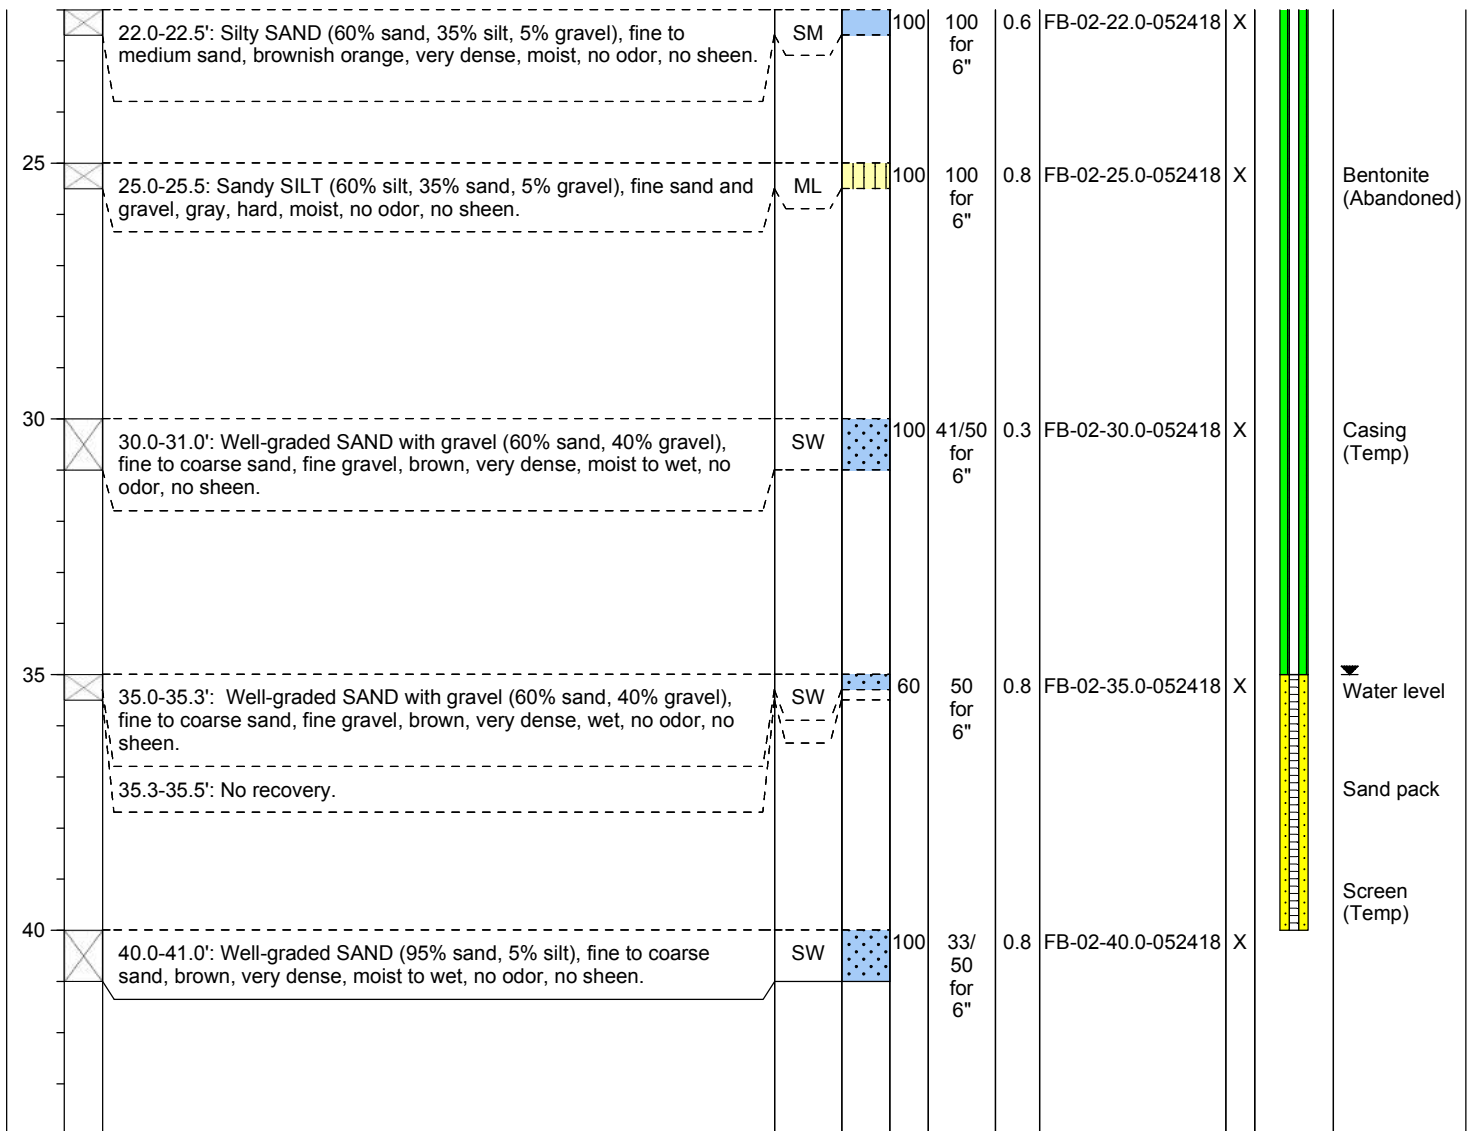 22.0-22.5': Silty SAND (60% sand, 35% silt, 5% gravel), fine to
medium sand, brownish orange, very dense, moist, no odor, no sheen.
SM
100
100
for
6"
0.6
FB-02-22.0-052418
X
25
25.0-25.5: Sandy SILT (60% silt, 35% sand, 5% gravel), fine sand and
gravel, gray, hard, moist, no odor, no sheen.
ML
100
100
for
6"
0.8
FB-02-25.0-052418
X
Bentonite
(Abandoned)
30
30.0-31.0': Well-graded SAND with gravel (60% sand, 40% gravel),
fine to coarse sand, fine gravel, brown, very dense, moist to wet, no
odor, no sheen.
SW
100
41/50
for
6"
0.3
FB-02-30.0-052418
X
Casing
(Temp)
35
35.0-35.3': Well-graded SAND with gravel (60% sand, 40% gravel),
fine to coarse sand, fine gravel, brown, very dense, wet, no odor, no
sheen.
35.3-35.5': No recovery.
SW
60
50
for
6"
0.8
FB-02-35.0-052418
X
Water level
Sand pack
Screen
(Temp)
40
40.0-41.0': Well-graded SAND (95% sand, 5% silt), fine to coarse
sand, brown, very dense, moist to wet, no odor, no sheen.
SW
100
33/
50
for
6"
0.8
FB-02-40.0-052418
X